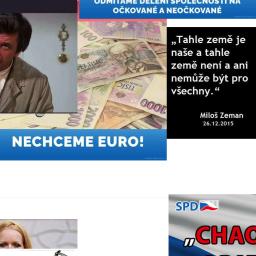 ODMÍTÁME DĚLENÍ SPOLEČNOSTI NA
OČKOVANÉ A NEOČKOVANÉ
„Tahle země je
naše a tahle
země není a ani
nemůže být pro
všechny.“
Miloš Zeman
26.12.2015
NECHCEME EURO!
SPD
„CHAO